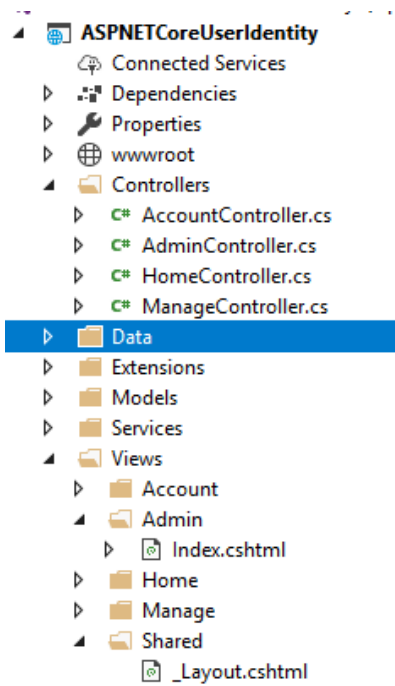 ASPNETCoreUserIdentity
Connected Services
Dependencies
Properties
wwwroot
Controllers
C# AccountController.cs
C# AdminController.cs
C# HomeController.cs
C# ManageController.cs
Data
Extensions
Models
Services
Views
Account
Admin
Index.cshtml
Home
Manage
Shared
_Layout.cshtml